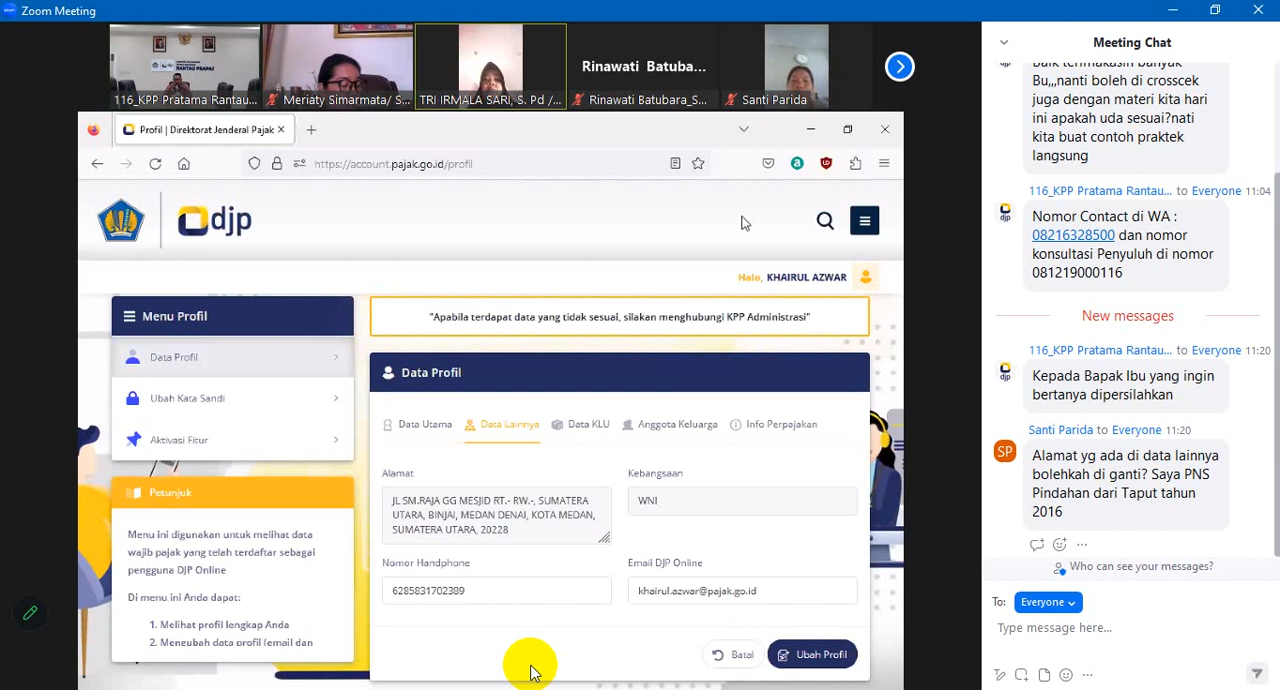 Zoom Meeting
116_KPP Pratama Rantau...
RANTAU PRAPAT
Meriaty Simarmata/ S...
TRI IRMALA SARI, S. Pd /...
Rinawati Batuba...
Rinawati Batubara_S...
Santi Parida
Profil | Direktorat Jenderal Pajak
https://account.pajak.go.id/profil
djp
Halo, KHAIRUL AZWAR
Menu Profil
Data Profil
Ubah Kata Sandi
Aktivasi Fitur
Petunjuk
Menu ini digunakan untuk melihat data
wajib pajak yang telah terdaftar sebagai
pengguna DJP Online
Di menu ini Anda dapat:
1. Melihat profil lengkap Anda
2. Mengubah data profil (email dan
"Apabila terdapat data yang tidak sesuai, silakan menghubungi KPP Administrasi"
Data Profil
Data Utama
Data Lainnya
Data KLU
Anggota Keluarga
Info Perpajakan
Alamat
JL SM.RAJA GG MESJID RT.- RW.-, SUMATERA
UTARA, BINJAI, MEDAN DENAI, KOTA MEDAN,
SUMATERA UTARA, 20228
Kebangsaan
WNI
Nomor Handphone
6285831702389
Email DJP Online
khairul.azwar@pajak.go.id
Batal
Ubah Profil
Meeting Chat
Baik terimakasih banyak
Bu,,,nanti boleh di crosscek
juga dengan materi kita hari
ini apakah uda sesuai?nati
kita buat contoh praktek
langsung
116_KPP Pratama Rantau... to Everyone 11:04
djp
Nomor Contact di WA :
08216328500 dan nomor
konsultasi Penyuluh di nomor
081219000116
New messages
116_KPP Pratama Rantau... to Everyone 11:20
djp
Kepada Bapak Ibu yang ingin
bertanya dipersilahkan
Santi Parida to Everyone 11:20
SP
Alamat yg ada di data lainnya
bolehkah di ganti? Saya PNS
Pindahan dari Taput tahun
2016
Who can see your messages?
To: Everyone
Type message here...